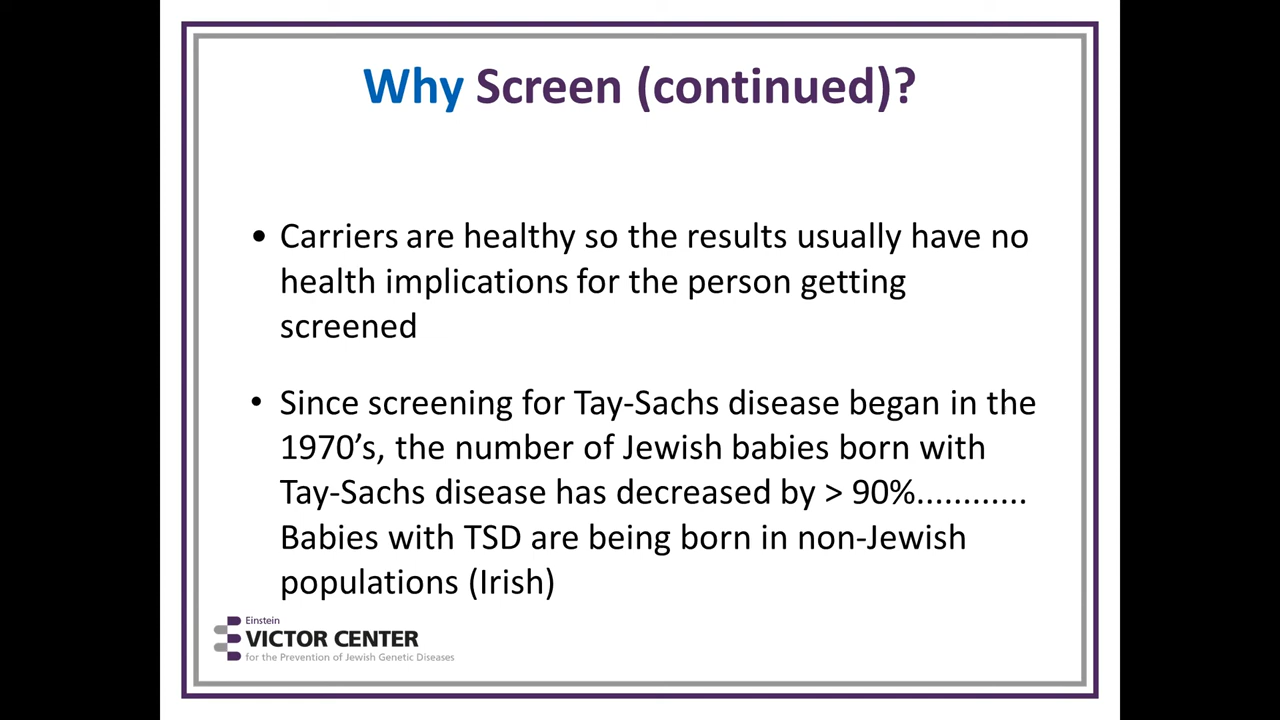 Why Screen (continued)?
• Carriers are healthy so the results usually have no
health implications for the person getting
screened
• Since screening for Tay-Sachs disease began in the
1970’s, the number of Jewish babies born with
Tay-Sachs disease has decreased by > 90%............
Babies with TSD are being born in non-Jewish
populations (Irish)
Einstein
VICTOR CENTER
for the Prevention of Jewish Genetic Diseases